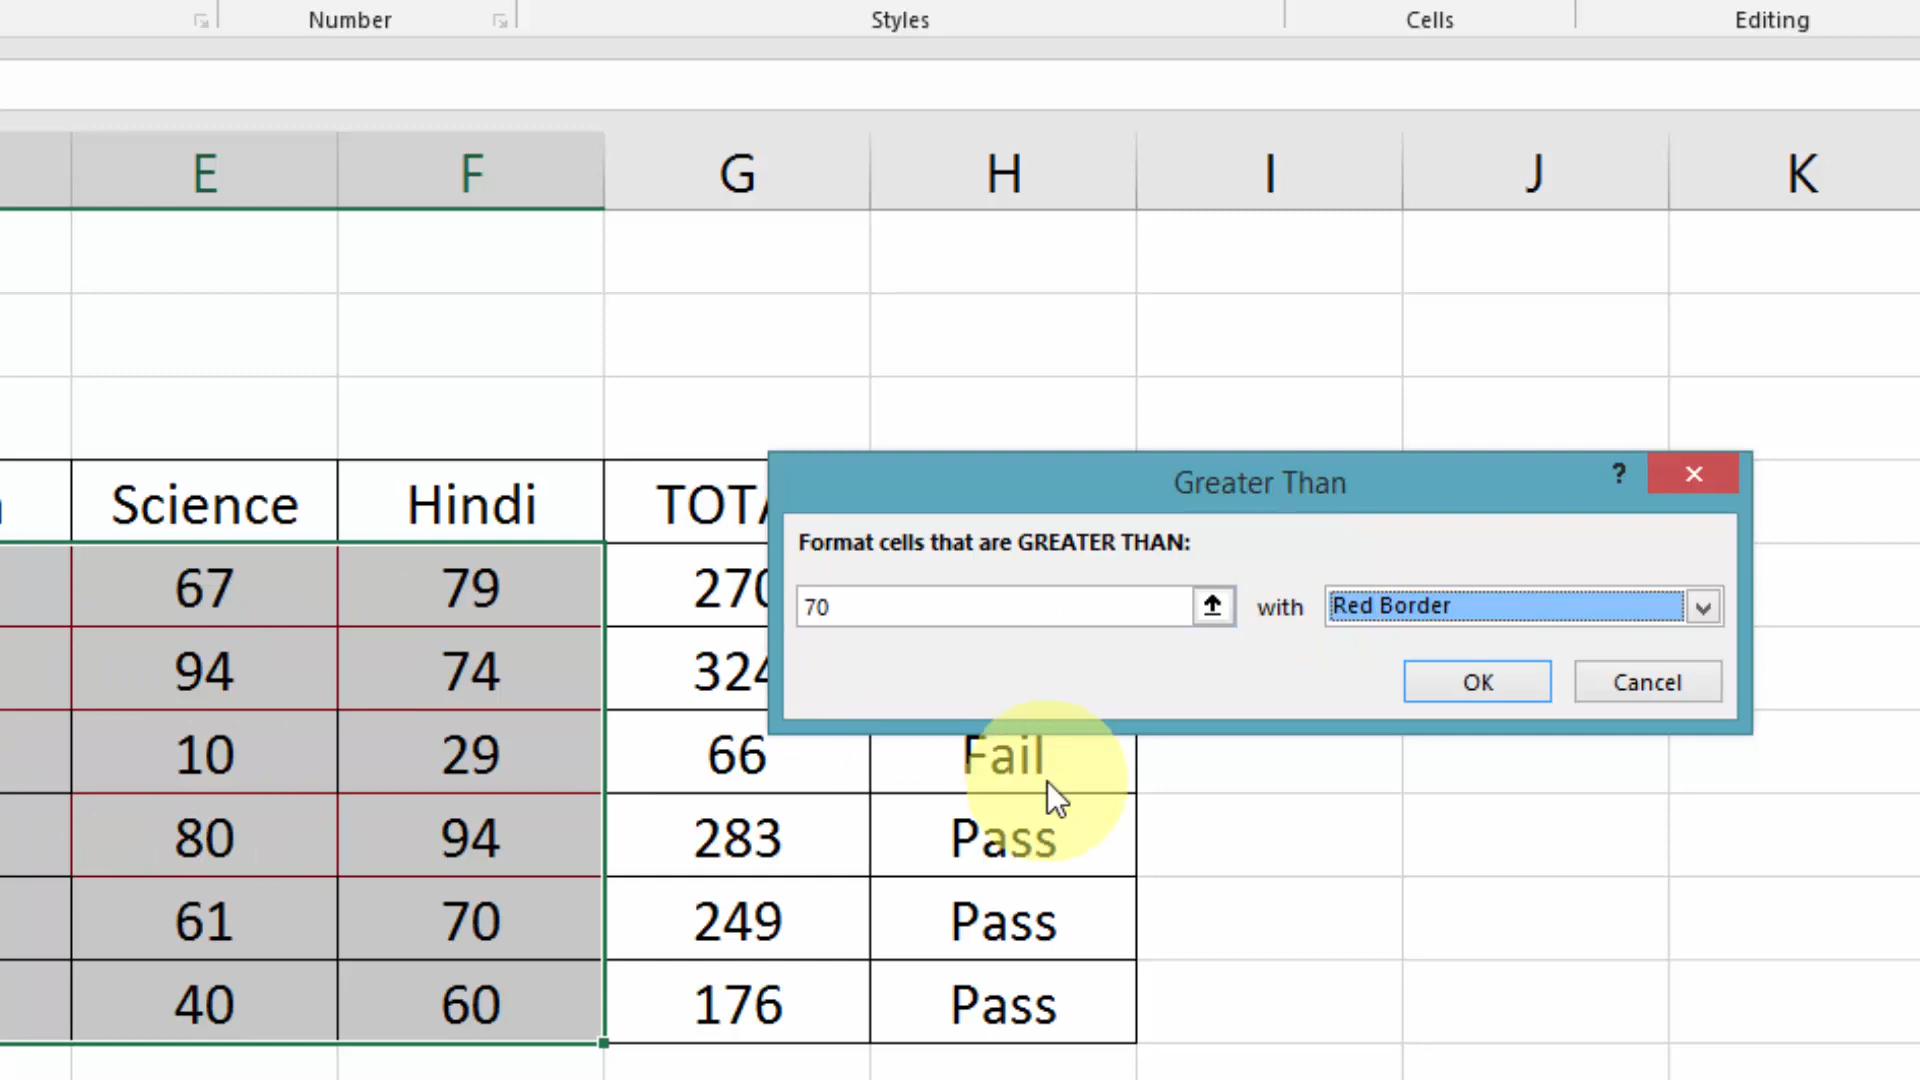 Number Styles Cells Editing
E F G H I J K
Science Hindi
Greater Than ?
Format cells that are GREATER THAN:
70 with Red Border
OK Cancel
67 79
94 74
10 29 66 Fail
80 94 283 Pass
61 70 249 Pass
40 60 176 Pass